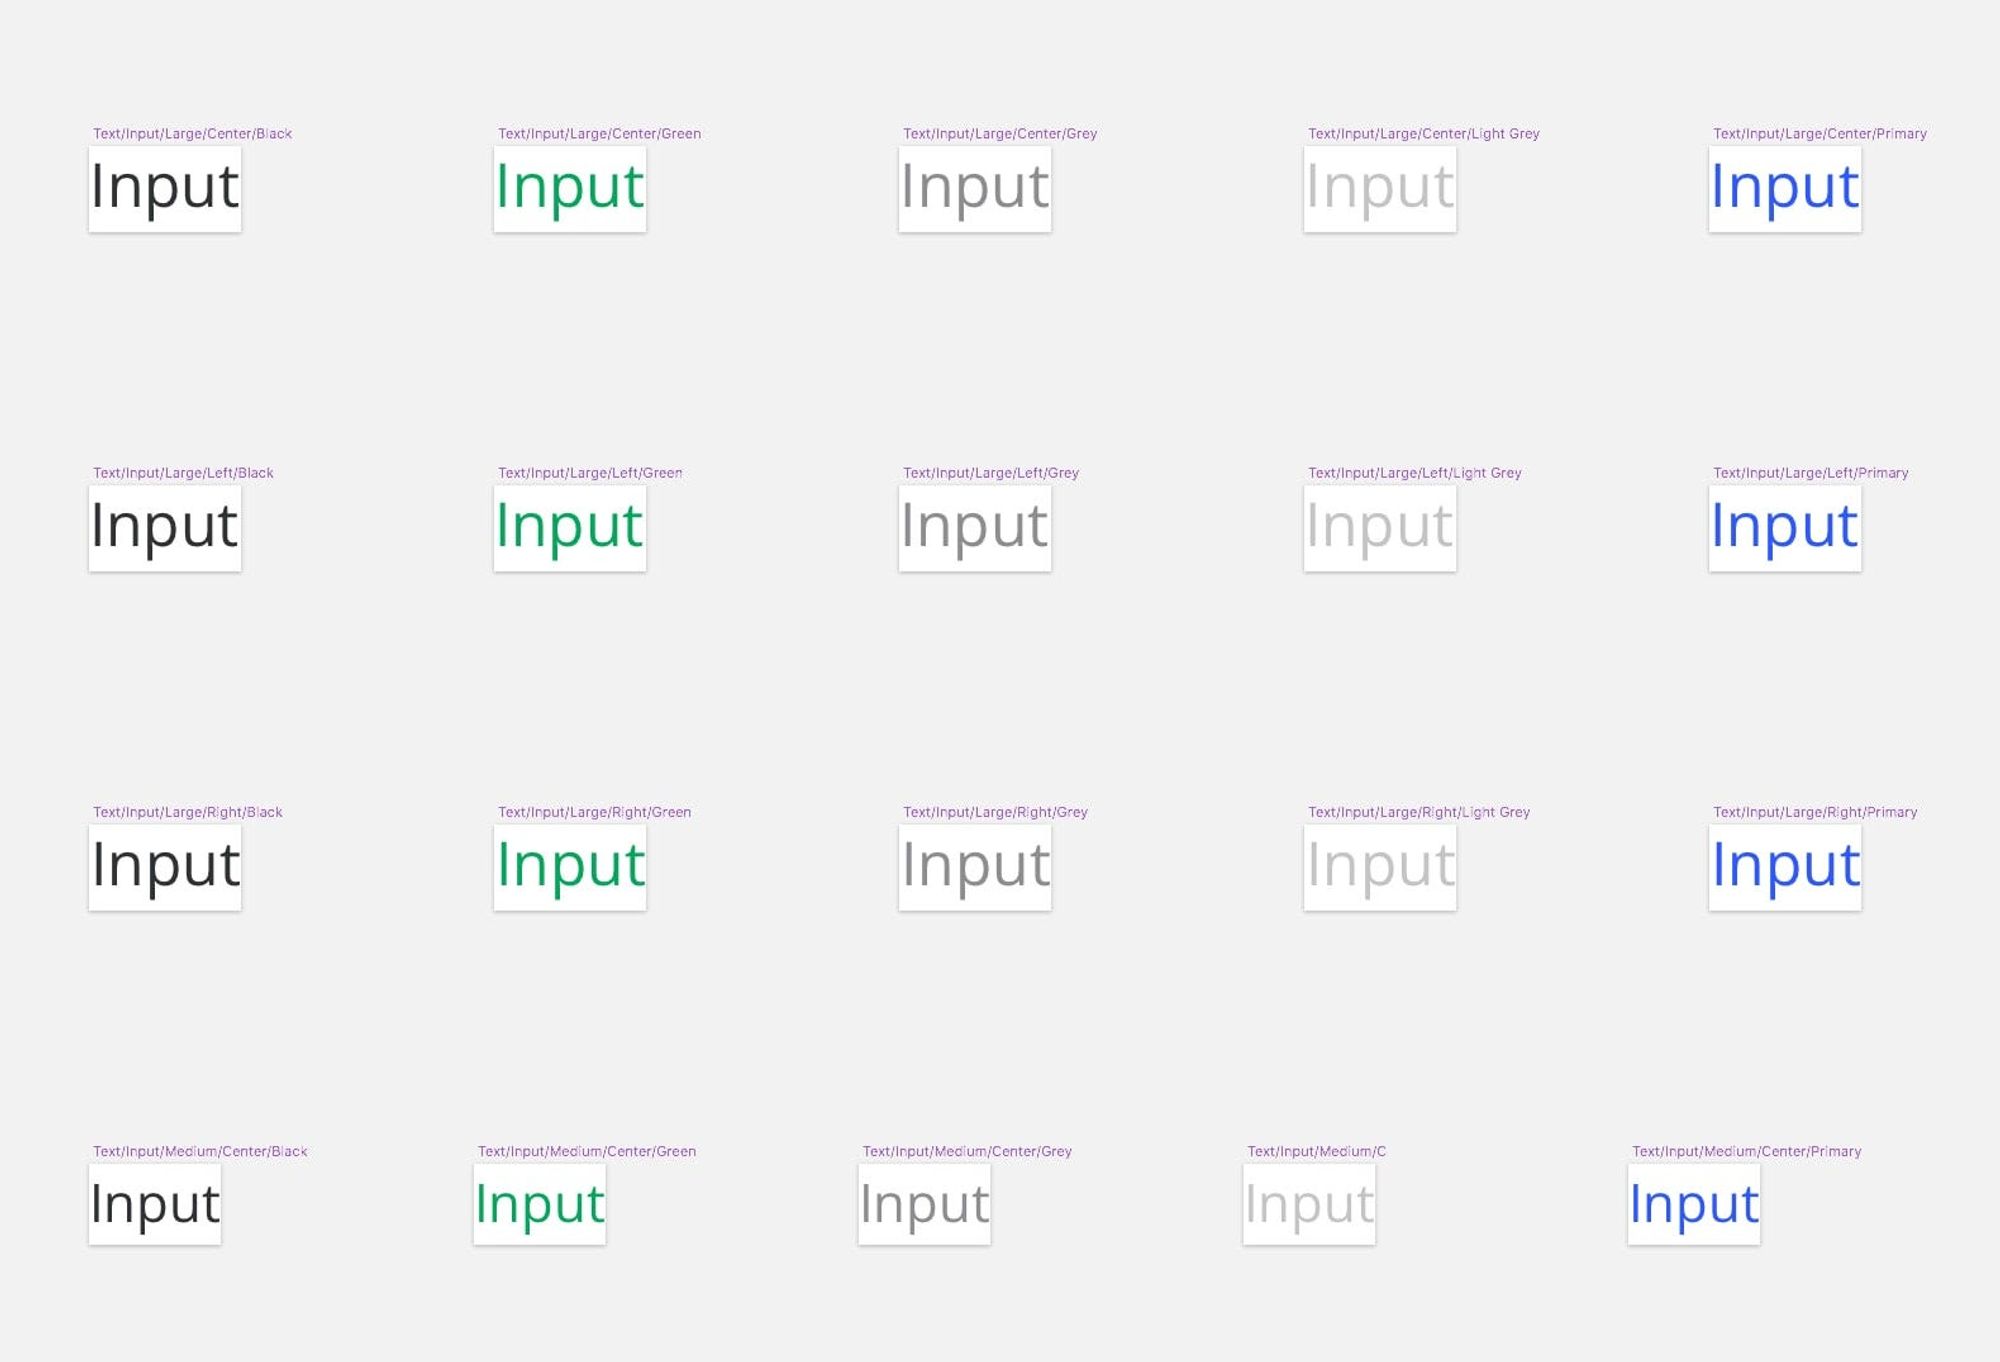 Text/Input/Large/Center/Black
Input
Text/Input/Large/Center/Green
Input
Text/Input/Large/Center/Grey
Input
Text/Input/Large/Center/Light Grey
Input
Text/Input/Large/Center/Primary
Input
Text/Input/Large/Left/Black
Input
Text/Input/Large/Left/Green
Input
Text/Input/Large/Left/Grey
Input
Text/Input/Large/Left/Light Grey
Input
Text/Input/Large/Left/Primary
Input
Text/Input/Large/Right/Black
Input
Text/Input/Large/Right/Green
Input
Text/Input/Large/Right/Grey
Input
Text/Input/Large/Right/Light Grey
Input
Text/Input/Large/Right/Primary
Input
Text/Input/Medium/Center/Black
Input
Text/Input/Medium/Center/Green
Input
Text/Input/Medium/Center/Grey
Input
Text/Input/Medium/C
Input
Text/Input/Medium/Center/Primary
Input